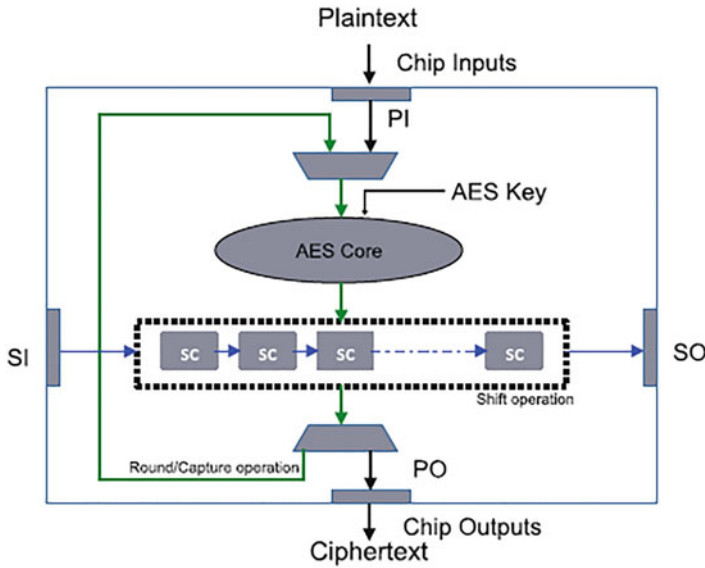 Plaintext
Chip Inputs
PI
AES Key
AES Core
SI
SC
SC
SC
SC
SO
Shift operation
Round/Capture operation
PO
Chip Outputs
Ciphertext